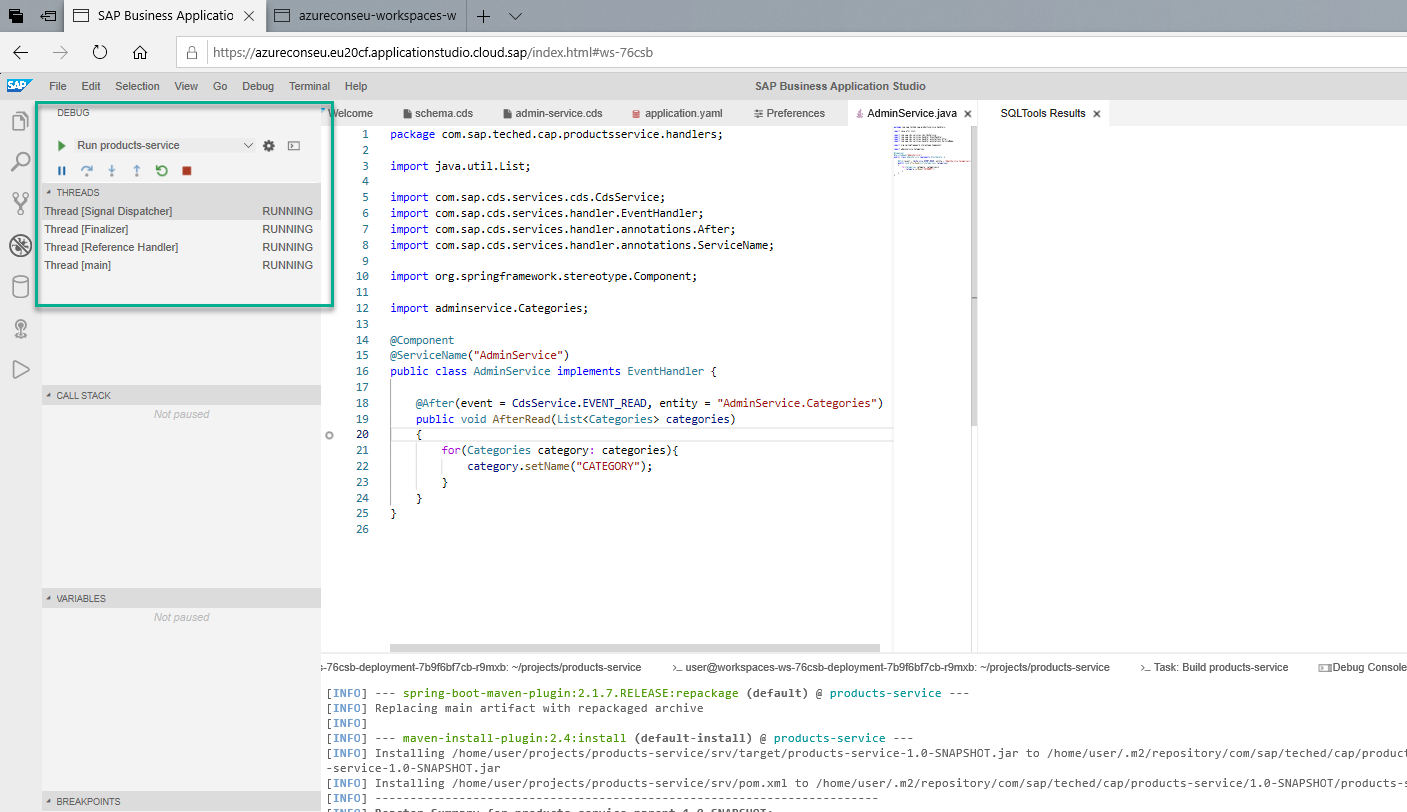 SAP Business Applicatio
azureconseu-workspaces-w
https://azureconseu.eu20cf.applicationstudio.cloud.sap/index.html#ws-76csb
SAP File Edit Selection View Go Debug Terminal Help SAP Business Application Studio
DEBUG
Run products-service
THREADS
Thread [Signal Dispatcher] RUNNING
Thread [Finalizer] RUNNING
Thread [Reference Handler] RUNNING
Thread [main] RUNNING
CALL STACK
Not paused
VARIABLES
Not paused
BREAKPOINTS
Welcome schema.cds admin-service.cds application.yaml Preferences AdminService.java SQLTools Results
1 package com.sap.teched.cap.productsservice.handlers;
2
3 import java.util.List;
4
5 import com.sap.cds.services.cds.CdsService;
6 import com.sap.cds.services.handler.EventHandler;
7 import com.sap.cds.services.handler.annotations.After;
8 import com.sap.cds.services.handler.annotations.ServiceName;
9
10 import org.springframework.stereotype.Component;
11
12 import adminservice.Categories;
13
14 @Component
15 @ServiceName("AdminService")
16 public class AdminService implements EventHandler {
17
18 @After(event = CdsService.EVENT_READ, entity = "AdminService.Categories")
19 public void AfterRead(List<Categories> categories)
20 {
21 for(Categories category: categories){
22 category.setName("CATEGORY");
23 }
24 }
25 }
26
s-76csb-deployment-7b9f6bf7cb-r9mxb: ~/projects/products-service >_ user@workspaces-ws-76csb-deployment-7b9f6bf7cb-r9mxb: ~/projects/products-service >_ Task: Build products-service Debug Console
[INFO] --- spring-boot-maven-plugin:2.1.7.RELEASE:repackage (default) @ products-service ---
[INFO] Replacing main artifact with repackaged archive
[INFO]
[INFO] --- maven-install-plugin:2.4:install (default-install) @ products-service ---
[INFO] Installing /home/user/projects/products-service/srv/target/products-service-1.0-SNAPSHOT.jar to /home/user/.m2/repository/com/sap/teched/cap/product
-service-1.0-SNAPSHOT.jar
[INFO] Installing /home/user/projects/products-service/srv/pom.xml to /home/user/.m2/repository/com/sap/teched/cap/products-service/1.0-SNAPSHOT/products-s
[INFO] ------------------------------------------------------------------------
[INFO] Reactor Summary for products-service-parent 1.0-SNAPSHOT: